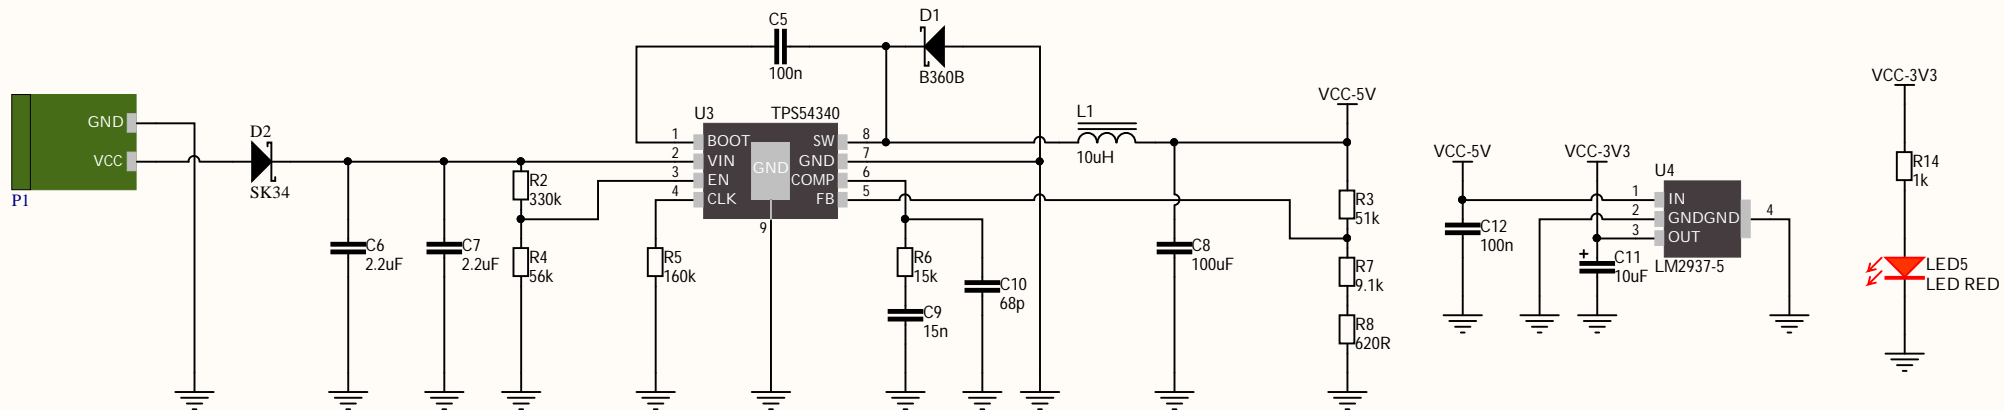 GND
VCC
P1
D2
SK34
C6
2.2uF
C7
2.2uF
R2
330k
R4
56k
C5
100n
D1
B360B
U3
TPS54340
1
BOOT
2
VIN
3
EN
4
CLK
GND
9
SW
8
GND
7
COMP
6
FB
5
R5
160k
R6
15k
C9
15n
C10
68p
L1
10uH
C8
100uF
VCC-5V
R3
51k
R7
9.1k
R8
620R
VCC-5V
C12
100n
VCC-3V3
+
C11
10uF
U4
1
IN
2
GNDGND
4
3
OUT
LM2937-5
VCC-3V3
R14
1k
LED5
LED RED